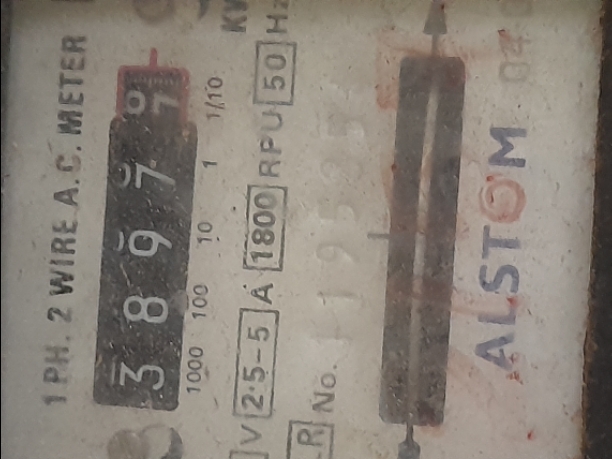 1 PH. 2 WIRE A.C. METER
3 8 9 7
1000 100 10 1 1/10
V 2·5-5 A 1800 RPU 50 Hz
No.
ALSTOM